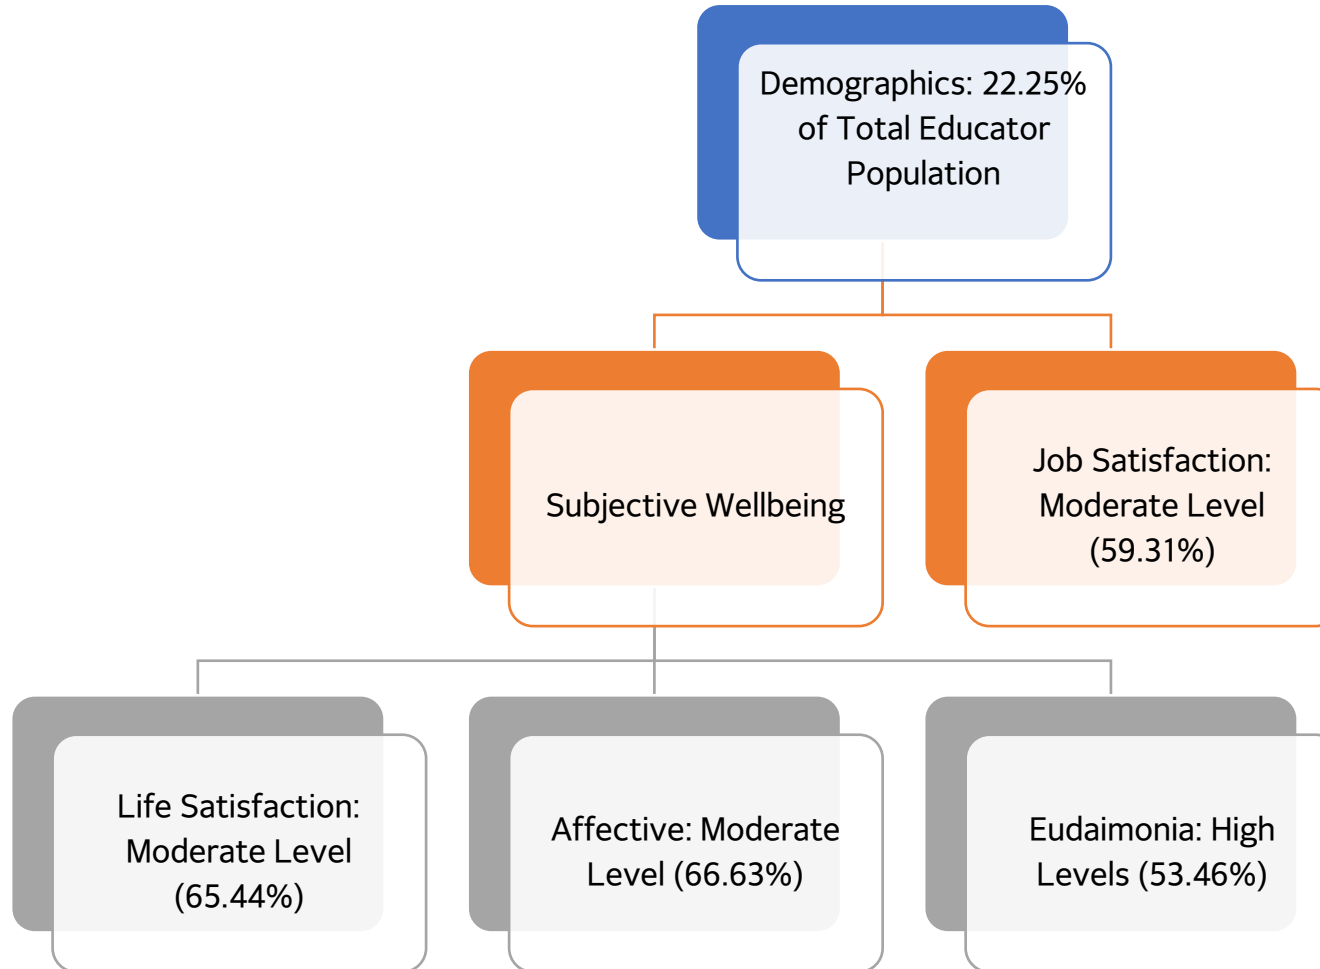 Demographics: 22.25%
of Total Educator
Population
Subjective Wellbeing
Job Satisfaction:
Moderate Level
(59.31%)
Life Satisfaction:
Moderate Level
(65.44%)
Affective: Moderate
Level (66.63%)
Eudaimonia: High
Levels (53.46%)